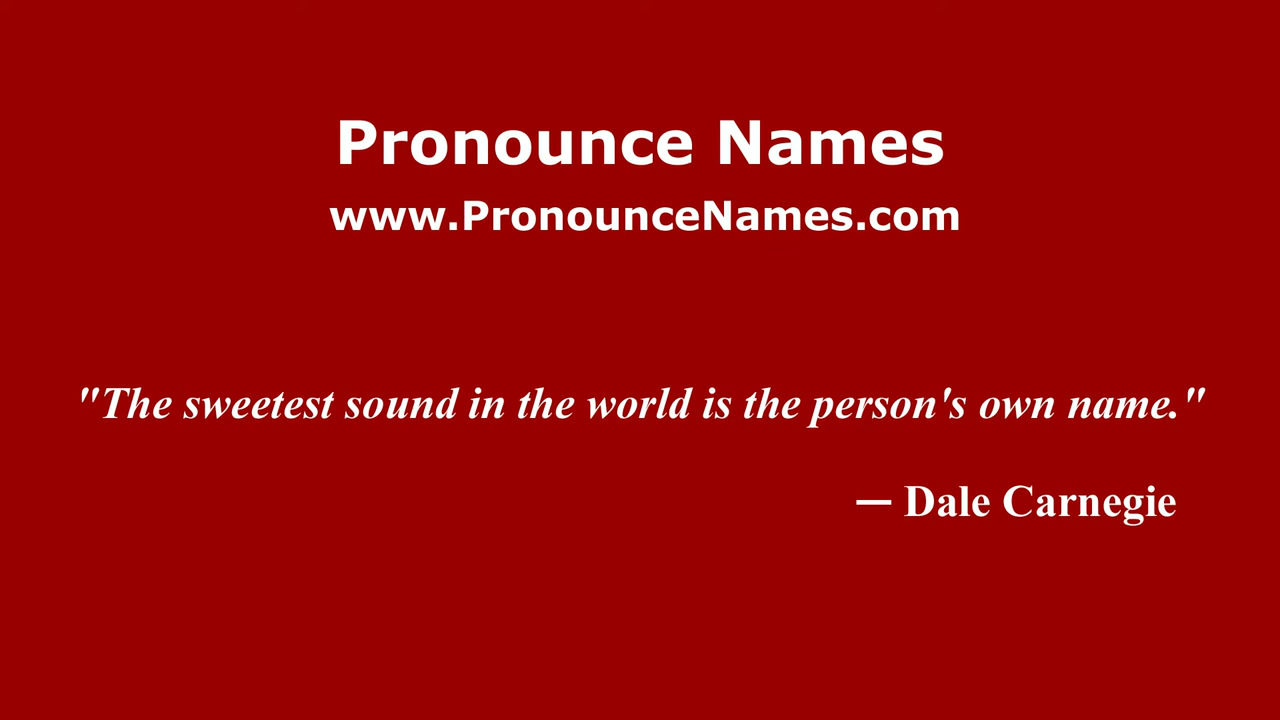 Pronounce Names
www.PronounceNames.com
"The sweetest sound in the world is the person's own name."
— Dale Carnegie